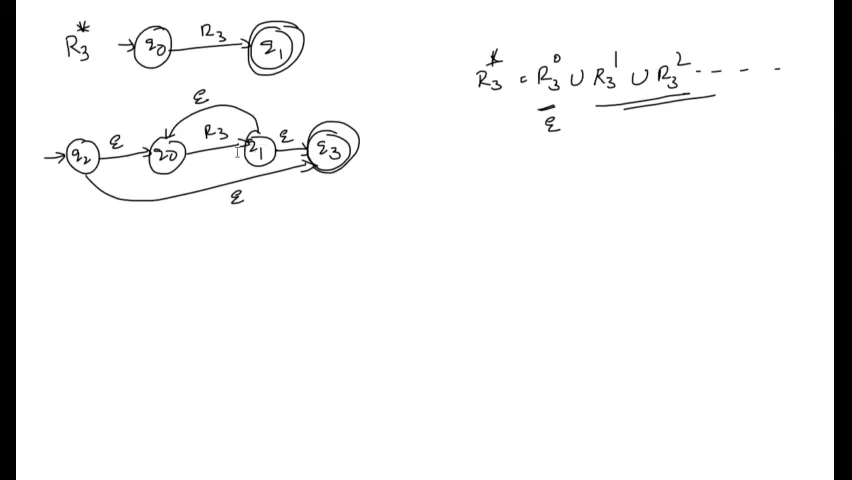 R₃* → q0 R3 q1
R₃* = R₃⁰ ∪ R₃¹ ∪ R₃² - - - -
ε
ε
→ q2 ε q0 R3 q1 ε q3
ε